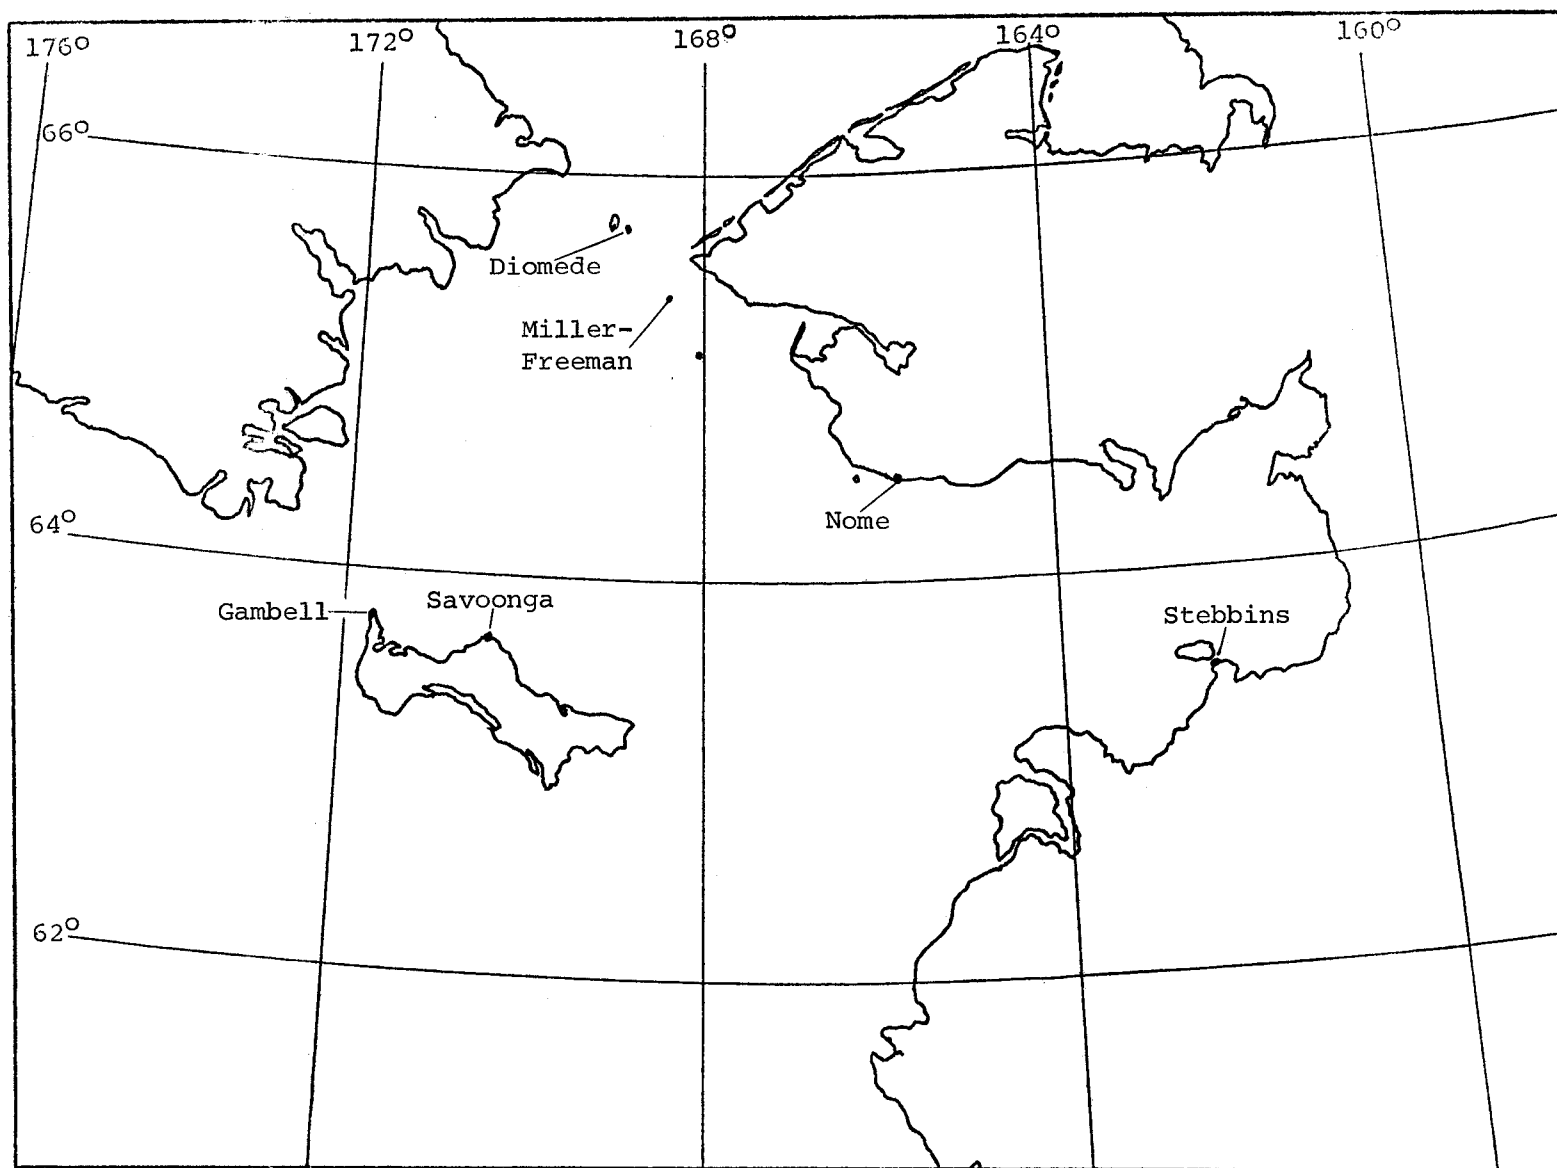 176° 172° 168° 164° 160°
66°
Diomede
Miller-
Freeman
Nome
64°
Savoonga
Gambell
Stebbins
62°